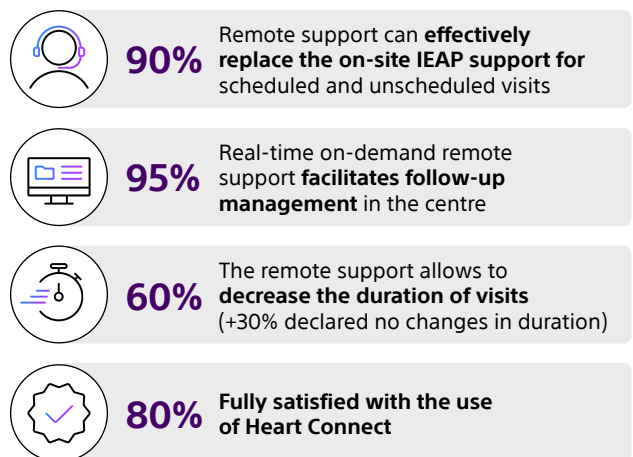 90%
Remote support can effectively
replace the on-site IEAP support for
scheduled and unscheduled visits
95%
Real-time on-demand remote
support facilitates follow-up
management in the centre
60%
The remote support allows to
decrease the duration of visits
(+30% declared no changes in duration)
80%
Fully satisfied with the use
of Heart Connect